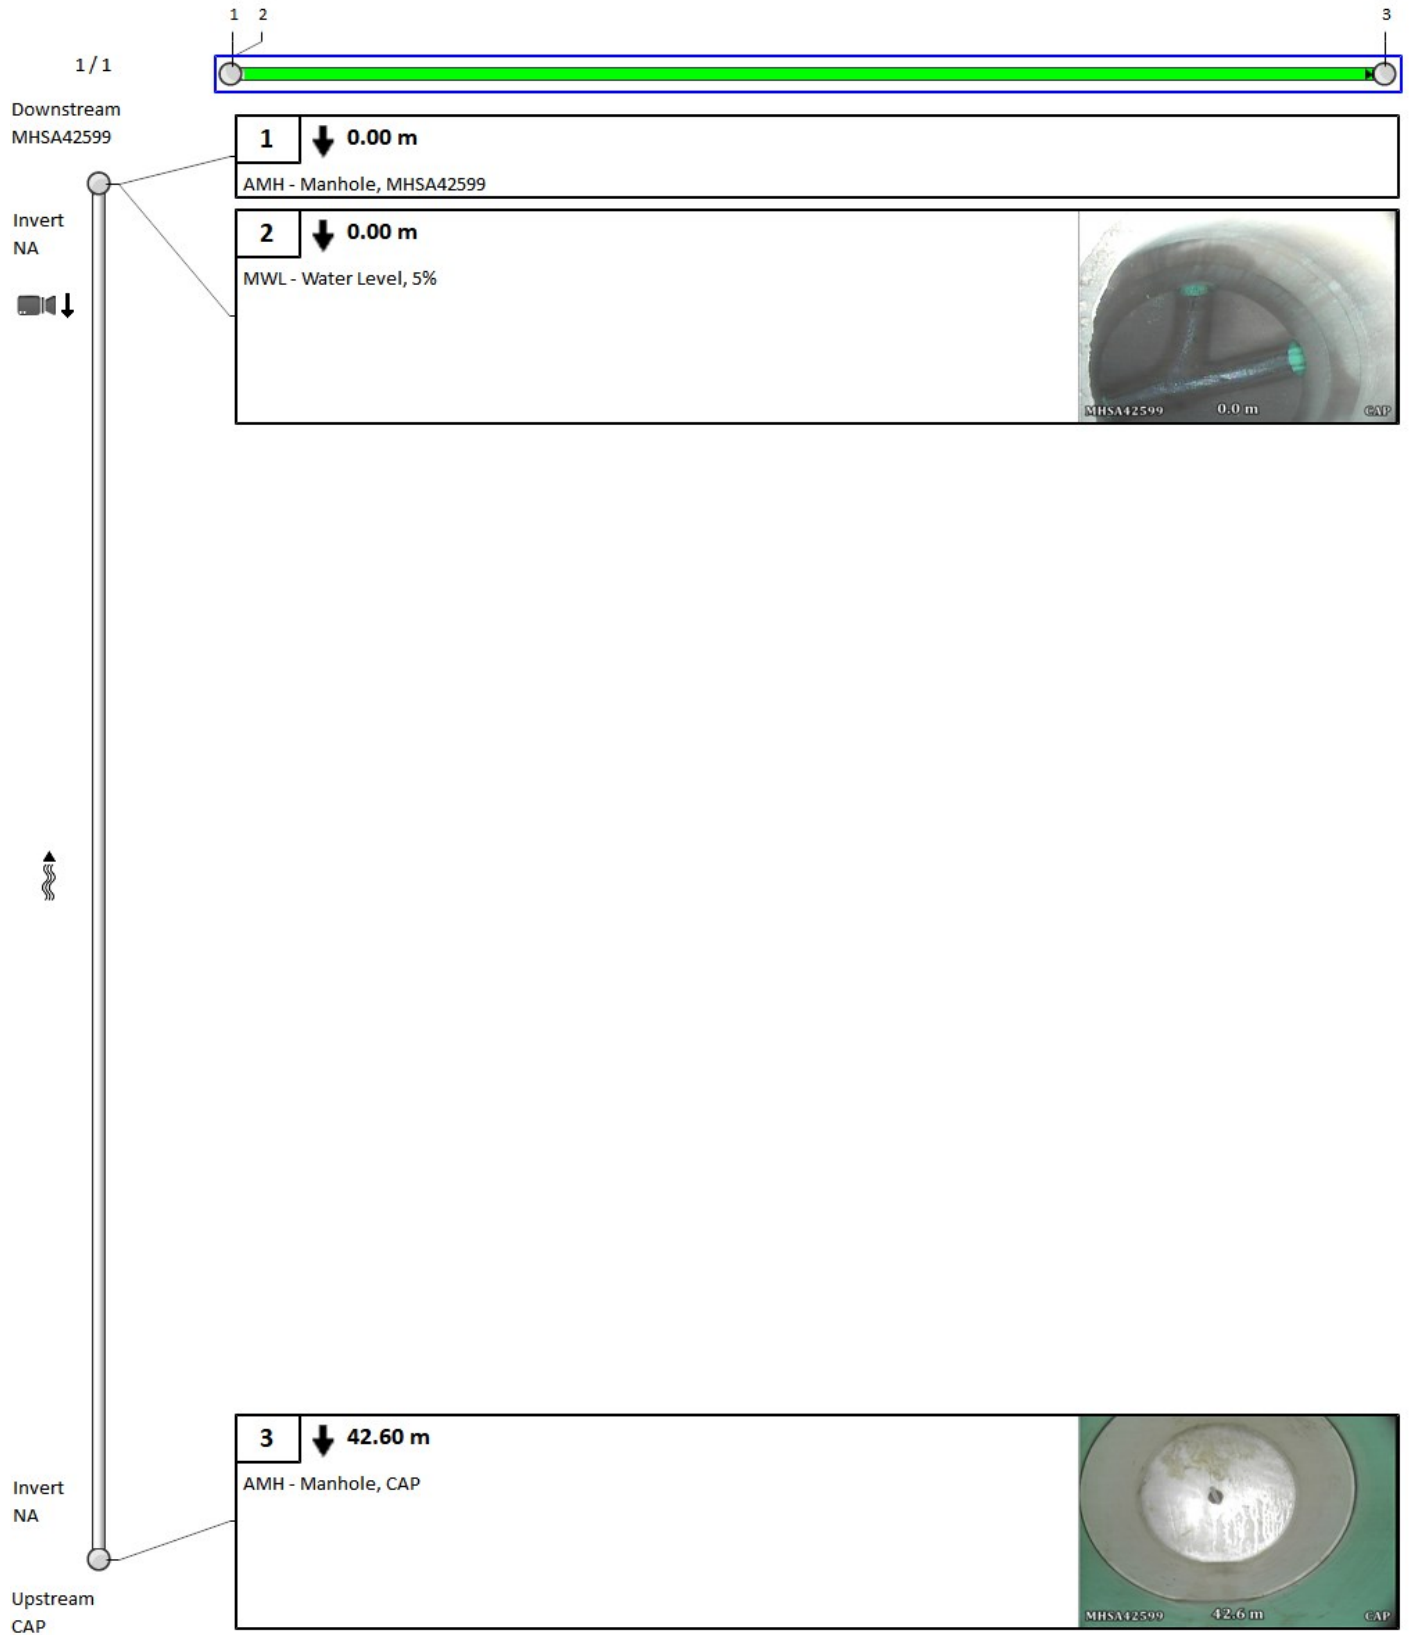 1 2 3
1 / 1
Downstream
MHSA42599
1 0.00 m
AMH - Manhole, MHSA42599
Invert
NA
2 0.00 m
MWL - Water Level, 5%
MHSA42599 0.0 m CAP
3 42.60 m
AMH - Manhole, CAP
Invert
NA
MHSA42599 42.6 m CAP
Upstream
CAP